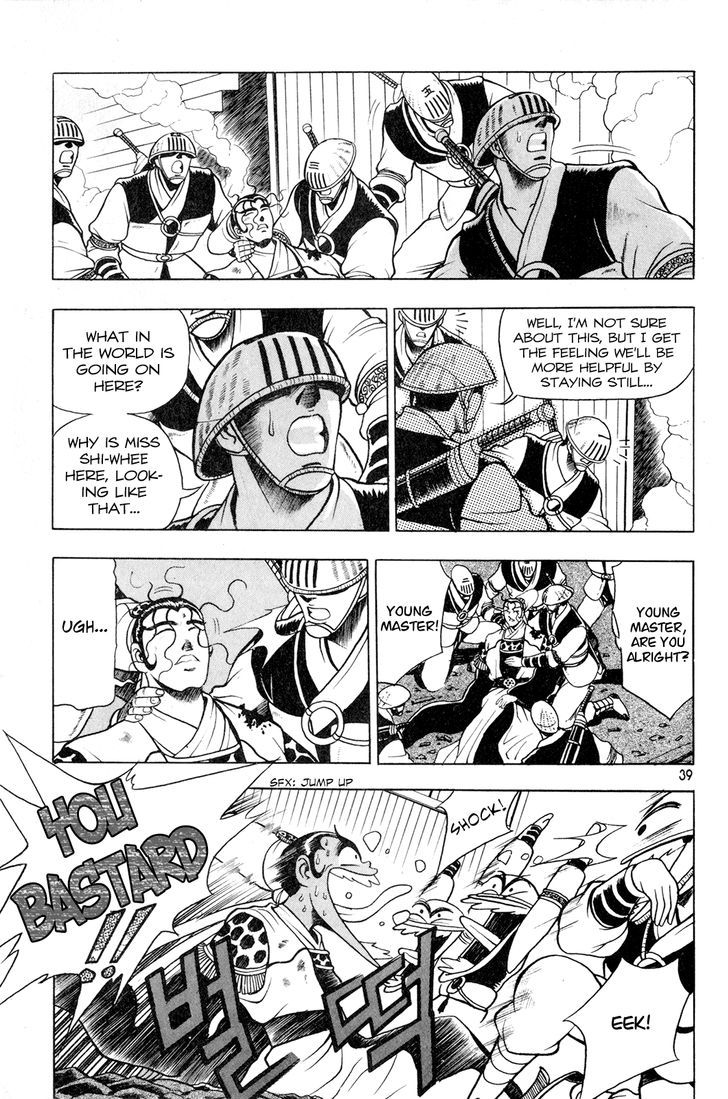 WHAT IN
THE WORLD IS
GOING ON
HERE?
WHY IS MISS
SHI-WHEE
HERE, LOOK-
ING LIKE
THAT...
WELL, I'M NOT SURE
ABOUT THIS, BUT I GET
THE FEELING WE'LL BE
MORE HELPFUL BY
STAYING STILL...
UGH...
YOUNG
MASTER!
YOUNG
MASTER,
ARE YOU
ALRIGHT?
39
SFX: JUMP UP
YOU
BASTARD
!!
SHOCK!
벌떡
EEK!